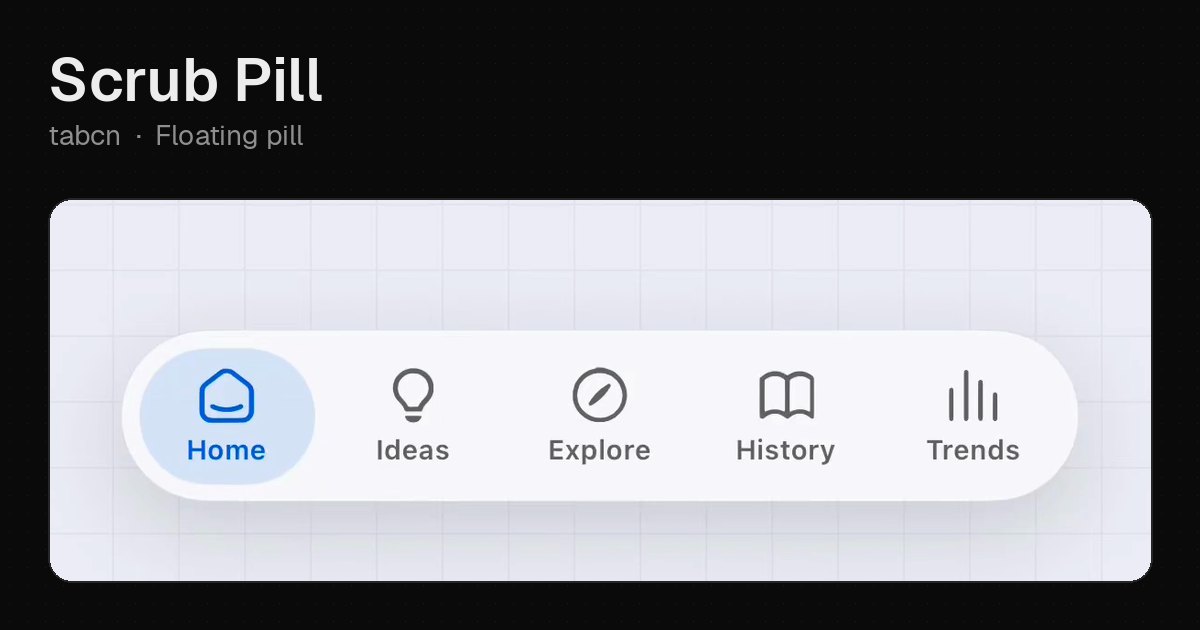 Scrub Pill
tabcn · Floating pill
Home Ideas Explore History Trends